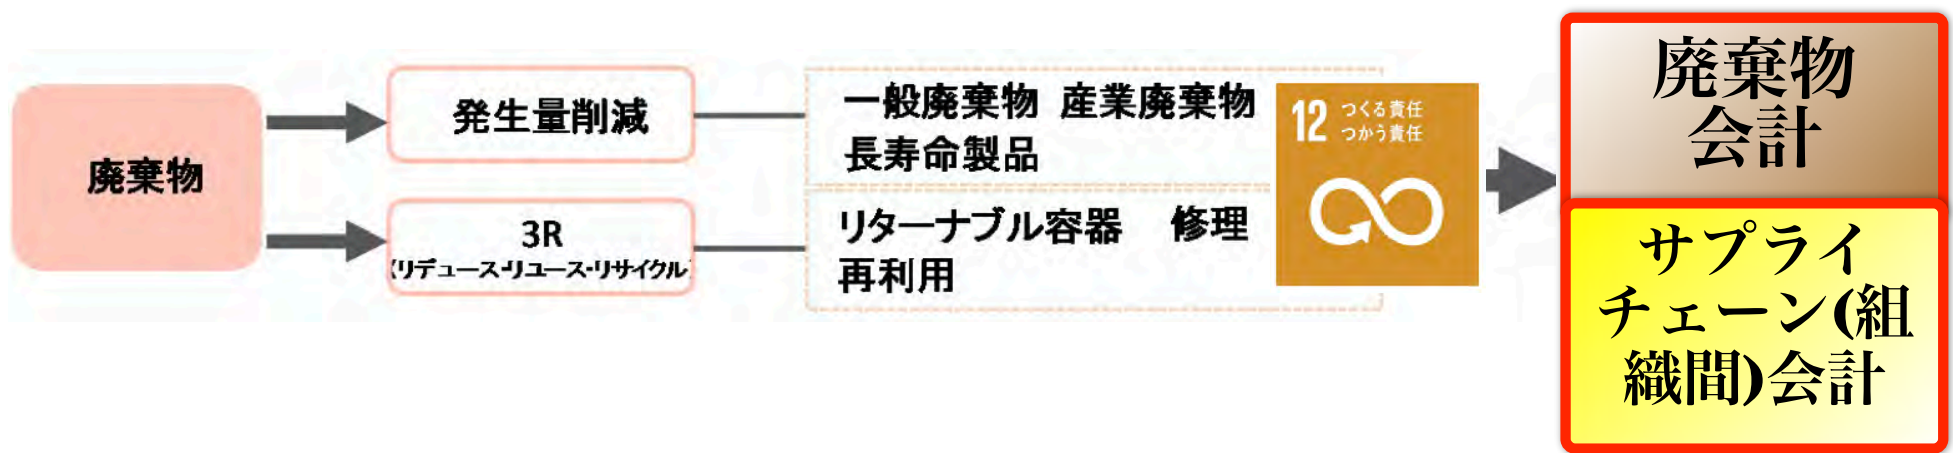 廃棄物
発生量削減
3R
(リデュース・リユース・リサイクル)
一般廃棄物 産業廃棄物
長寿命製品
リターナブル容器 修理
再利用
12 つくる責任
つかう責任
廃棄物
会計
サプライ
チェーン(組
織間)会計